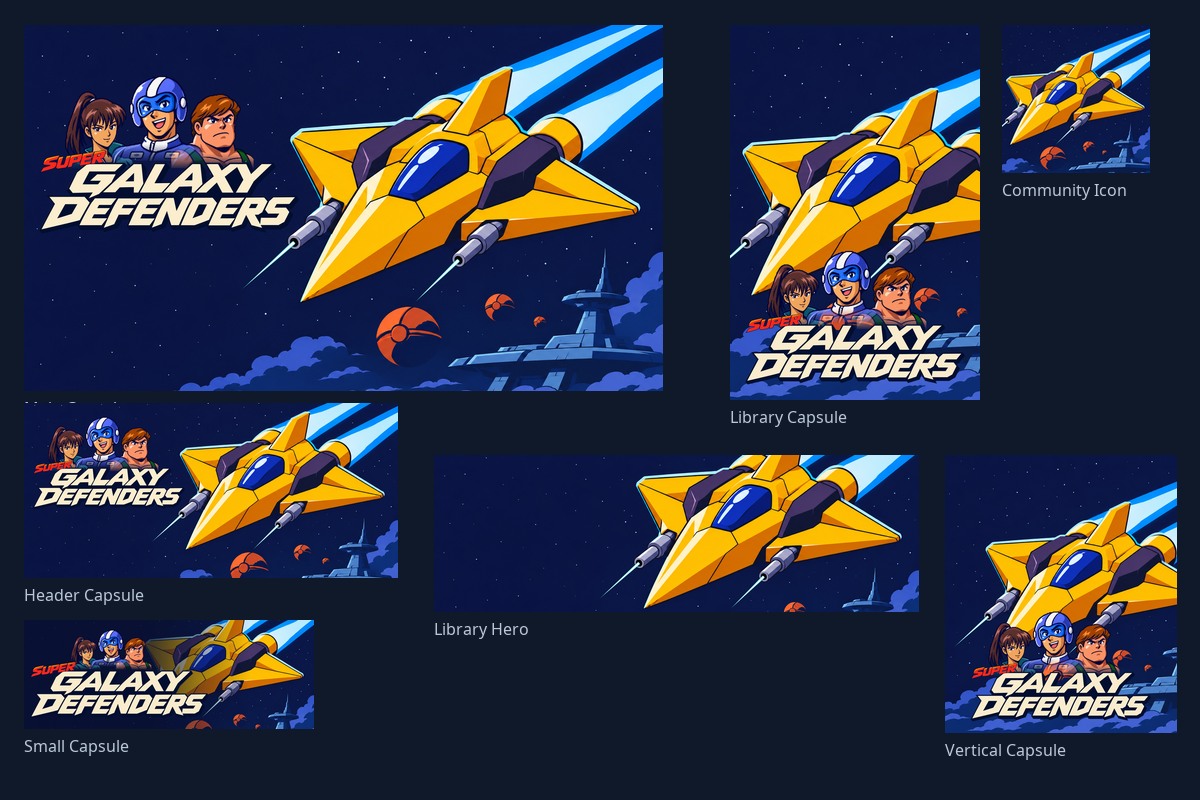 SUPER
GALAXY
DEFENDERS
SUPER
GALAXY
DEFENDERS
Library Capsule
Community Icon
SUPER
GALAXY
DEFENDERS
Header Capsule
Library Hero
SUPER
GALAXY
DEFENDERS
Small Capsule
SUPER
GALAXY
DEFENDERS
Vertical Capsule